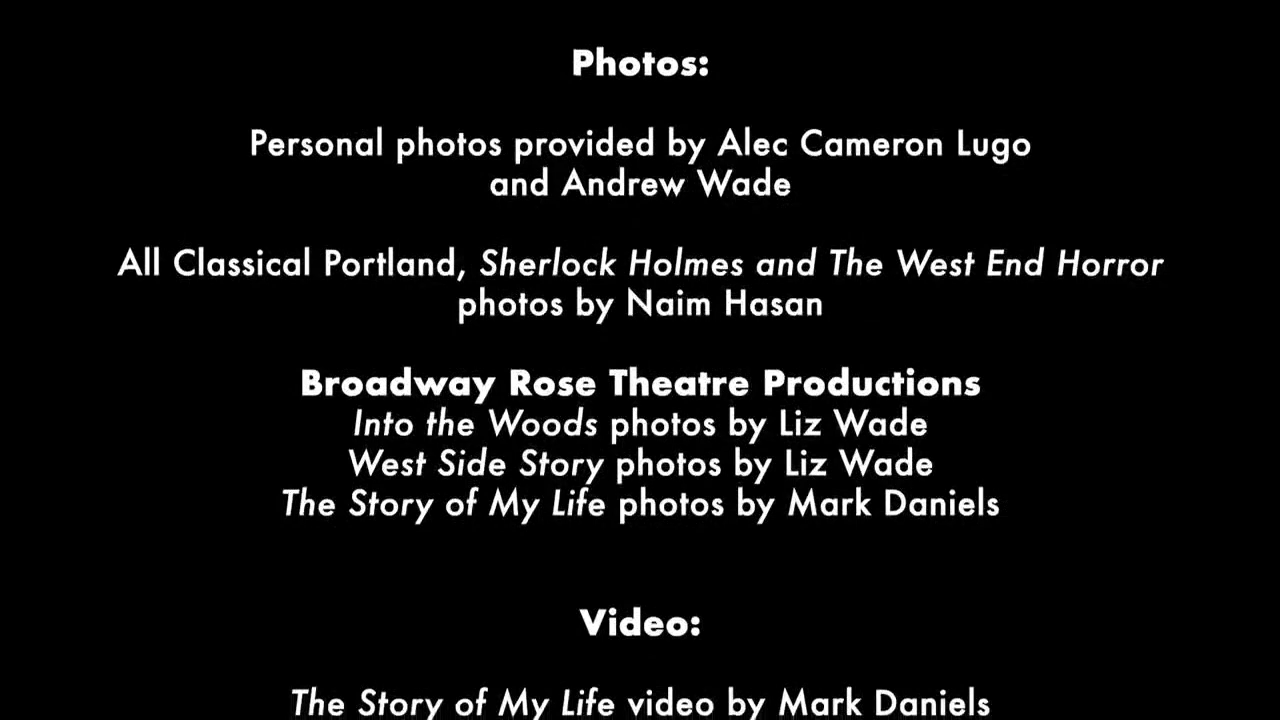 Photos:
Personal photos provided by Alec Cameron Lugo
and Andrew Wade
All Classical Portland, Sherlock Holmes and The West End Horror
photos by Naim Hasan
Broadway Rose Theatre Productions
Into the Woods photos by Liz Wade
West Side Story photos by Liz Wade
The Story of My Life photos by Mark Daniels
Video:
The Story of My Life video by Mark Daniels